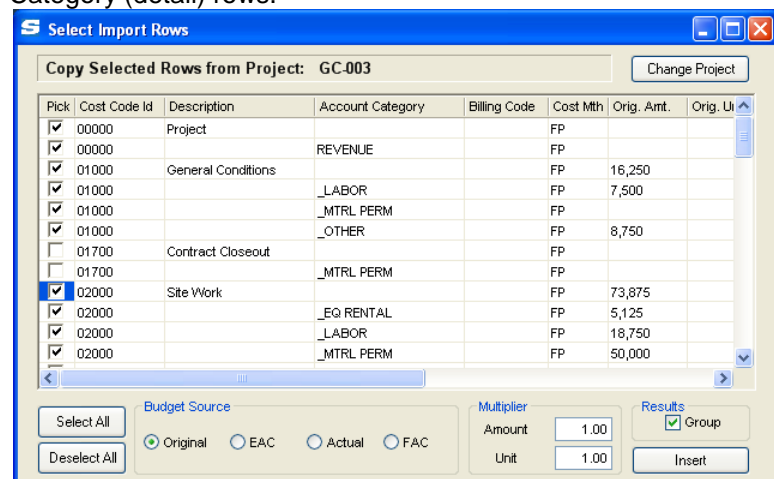 Category (detail) rows.
S Select Import Rows
Copy Selected Rows from Project: GC-003 Change Project
Pick Cost Code Id Description Account Category Billing Code Cost Mth Orig. Amt. Orig. U
00000 Project FP
00000 REVENUE FP
01000 General Conditions FP 16,250
01000 _LABOR FP 7,500
01000 _MTRL PERM FP
01000 _OTHER FP 8,750
01700 Contract Closeout FP
01700 _MTRL PERM FP
02000 Site Work FP 73,875
02000 _EQ RENTAL FP 5,125
02000 _LABOR FP 18,750
02000 _MTRL PERM FP 50,000
Select All Budget Source Multiplier Results
Original EAC Actual FAC Amount 1.00 Group
Deselect All Unit 1.00 Insert